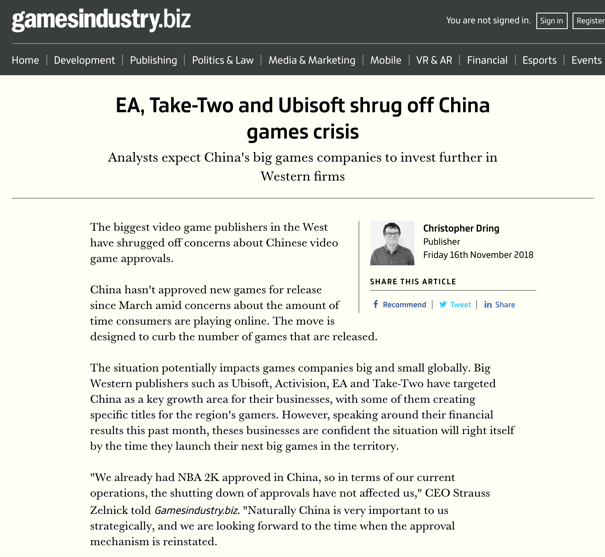 gamesindustry.biz
You are not signed in. Sign in Register
Home Development Publishing Politics & Law Media & Marketing Mobile VR & AR Financial Esports Events
EA, Take-Two and Ubisoft shrug off China
games crisis
Analysts expect China's big games companies to invest further in
Western firms
The biggest video game publishers in the West
have shrugged off concerns about Chinese video
game approvals.
Christopher Dring
Publisher
Friday 16th November 2018
SHARE THIS ARTICLE
Recommend Tweet Share
China hasn't approved new games for release
since March amid concerns about the amount of
time consumers are playing online. The move is
designed to curb the number of games that are released.
The situation potentially impacts games companies big and small globally. Big
Western publishers such as Ubisoft, Activision, EA and Take-Two have targeted
China as a key growth area for their businesses, with some of them creating
specific titles for the region's gamers. However, speaking around their financial
results this past month, theses businesses are confident the situation will right itself
by the time they launch their next big games in the territory.
"We already had NBA 2K approved in China, so in terms of our current
operations, the shutting down of approvals have not affected us," CEO Strauss
Zelnick told Gamesindustry.biz. "Naturally China is very important to us
strategically, and we are looking forward to the time when the approval
mechanism is reinstated.